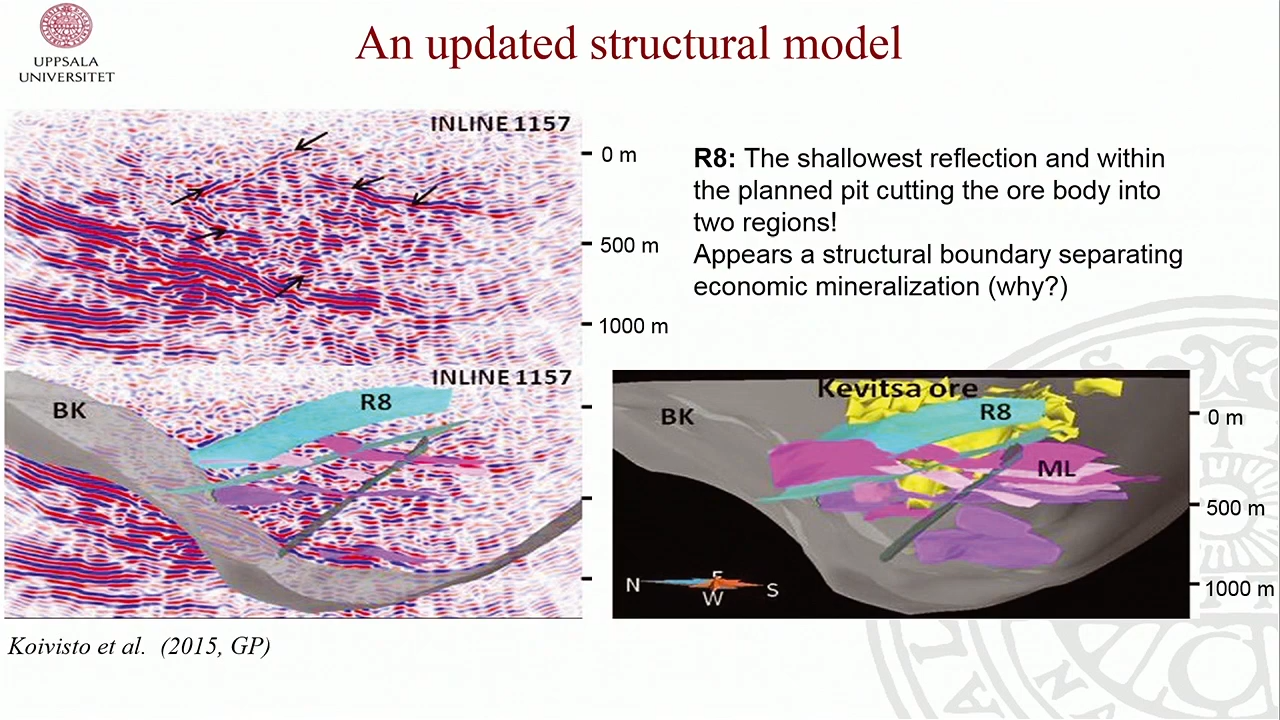 An updated structural model
UPPSALA
UNIVERSITET
INLINE 1157
0 m
500 m
1000 m
R8: The shallowest reflection and within
the planned pit cutting the ore body into
two regions!
Appears a structural boundary separating
economic mineralization (why?)
INLINE 1157
BK
R8
Kevitsa ore
BK
R8
ML
0 m
500 m
1000 m
N
E
S
W
Koivisto et al. (2015, GP)